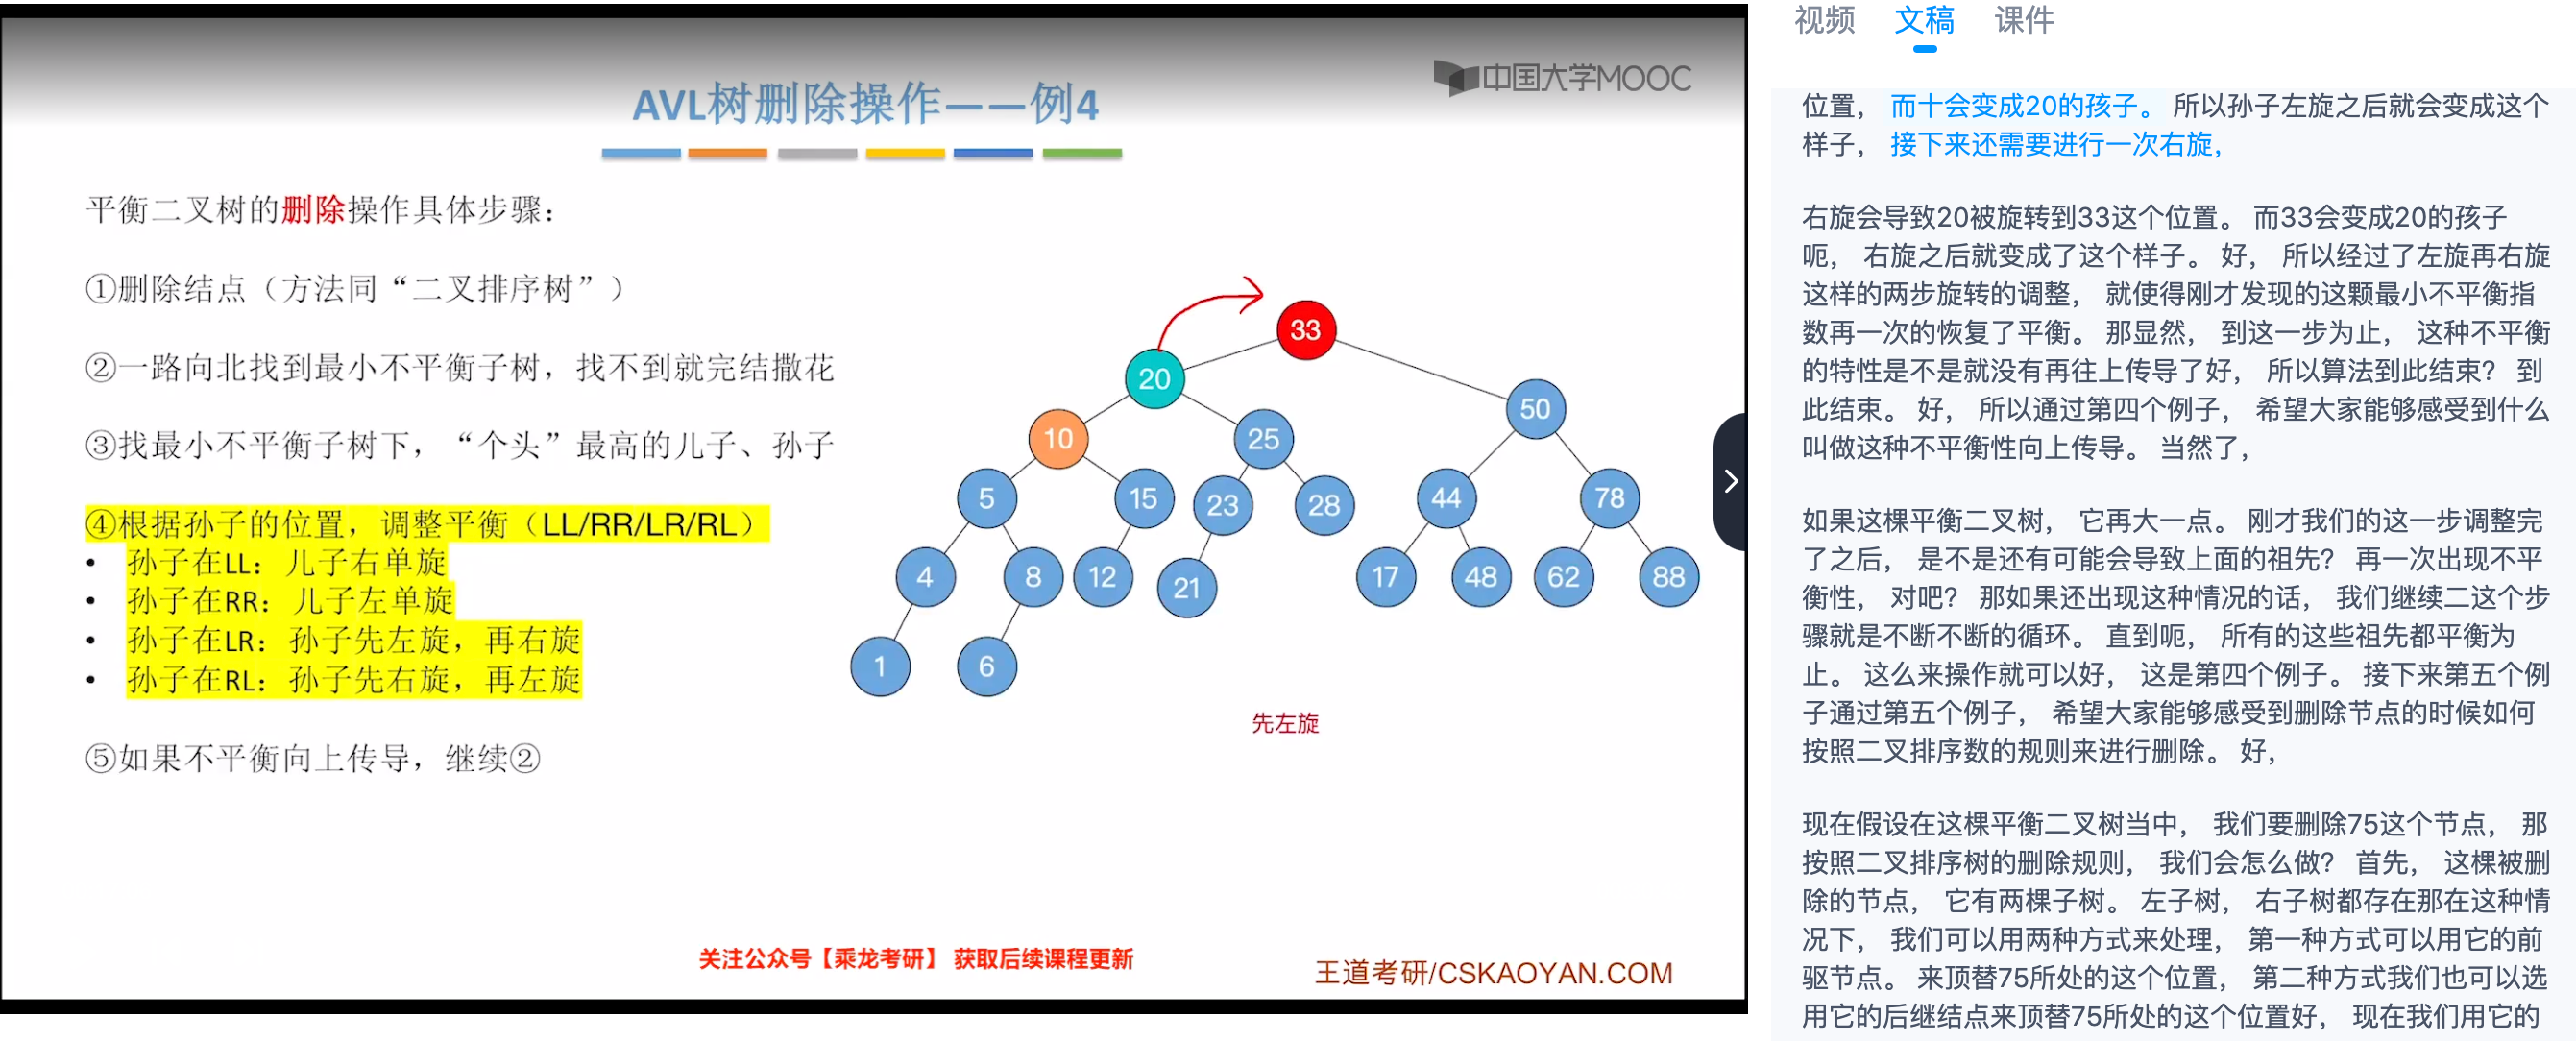 中国大学MOOC
AVL树删除操作——例4
平衡二叉树的删除操作具体步骤：
①删除结点（方法同“二叉排序树”）
②一路向北找到最小不平衡子树，找不到就完结撒花
③找最小不平衡子树下，“个头”最高的儿子、孙子
④根据孙子的位置，调整平衡（LL/RR/LR/RL）
• 孙子在LL：儿子右单旋
• 孙子在RR：儿子左单旋
• 孙子在LR：孙子先左旋，再右旋
• 孙子在RL：孙子先右旋，再左旋
⑤如果不平衡向上传导，继续②
33
20
50
10
25
5
15
23
28
44
78
4
8
12
21
17
48
62
88
1
6
先左旋
关注公众号【乘龙考研】 获取后续课程更新
王道考研/CSKAOYAN.COM
视频 文稿 课件
位置， 而十会变成20的孩子。 所以孙子左旋之后就会变成这个
样子， 接下来还需要进行一次右旋，
右旋会导致20被旋转到33这个位置。 而33会变成20的孩子
呃， 右旋之后就变成了这个样子。 好， 所以经过了左旋再右旋
这样的两步旋转的调整， 就使得刚才发现的这颗最小不平衡指
数再一次的恢复了平衡。 那显然， 到这一步为止， 这种不平衡
的特性是不是就没有再往上传导了好， 所以算法到此结束？ 到
此结束。 好， 所以通过第四个例子， 希望大家能够感受到什么
叫做这种不平衡性向上传导。 当然了，
如果这棵平衡二叉树， 它再大一点。 刚才我们的这一步调整完
了之后， 是不是还有可能会导致上面的祖先？ 再一次出现不平
衡性， 对吧？ 那如果还出现这种情况的话， 我们继续二这个步
骤就是不断不断的循环。 直到呃， 所有的这些祖先都平衡为
止。 这么来操作就可以好， 这是第四个例子。 接下来第五个例
子通过第五个例子， 希望大家能够感受到删除节点的时候如何
按照二叉排序数的规则来进行删除。 好，
现在假设在这棵平衡二叉树当中， 我们要删除75这个节点， 那
按照二叉排序树的删除规则， 我们会怎么做？ 首先， 这棵被删
除的节点， 它有两棵子树。 左子树， 右子树都存在那在这种情
况下， 我们可以用两种方式来处理， 第一种方式可以用它的前
驱节点。 来顶替75所处的这个位置， 第二种方式我们也可以选
用它的后继结点来顶替75所处的这个位置好， 现在我们用它的